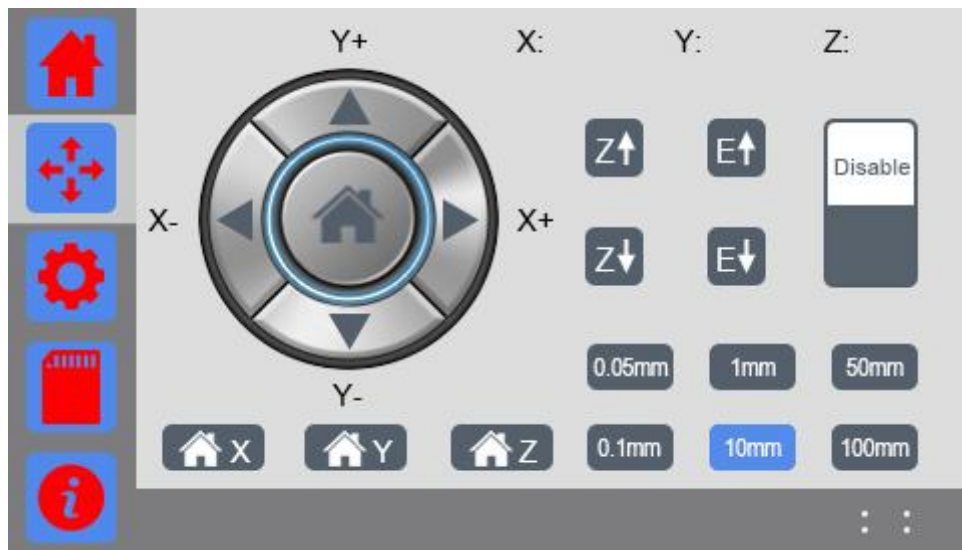 Y+ X: Y: Z:
Z E Disable
X- X+
Z E
0.05mm 1mm 50mm
Y-
X Y Z 0.1mm 10mm 100mm
i
: :